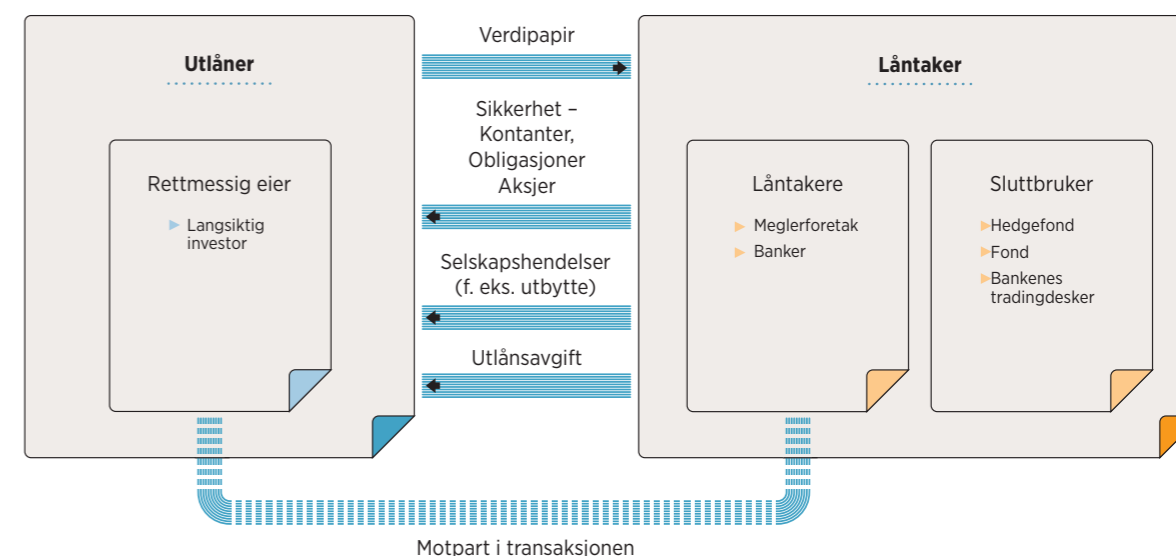 Utlåner
Rettmessig eier
Langsiktig
investor
Verdipapir
Sikkerhet –
Kontanter,
Obligasjoner
Aksjer
Selskapshendelser
(f. eks. utbytte)
Utlånsavgift
Låntaker
Låntakere
Meglerforetak
Banker
Sluttbruker
Hedgefond
Fond
Bankenes
tradingdesker
Motpart i transaksjonen